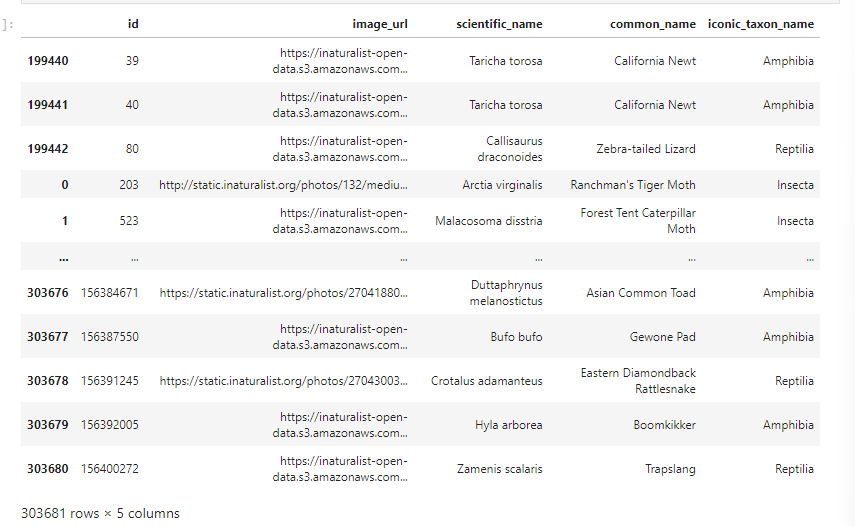 ]:
id image_url scientific_name common_name iconic_taxon_name
199440 39 https://inaturalist-open-data.s3.amazonaws.com... Taricha torosa California Newt Amphibia
199441 40 https://inaturalist-open-data.s3.amazonaws.com... Taricha torosa California Newt Amphibia
199442 80 https://inaturalist-open-data.s3.amazonaws.com... Callisaurus draconoides Zebra-tailed Lizard Reptilia
0 203 http://static.inaturalist.org/photos/132/mediu... Arctia virginalis Ranchman's Tiger Moth Insecta
1 523 https://inaturalist-open-data.s3.amazonaws.com... Malacosoma disstria Forest Tent Caterpillar Moth Insecta
... ... ... ... ... ...
303676 156384671 https://static.inaturalist.org/photos/27041880... Duttaphrynus melanostictus Asian Common Toad Amphibia
303677 156387550 https://inaturalist-open-data.s3.amazonaws.com... Bufo bufo Gewone Pad Amphibia
303678 156391245 https://static.inaturalist.org/photos/27043003... Crotalus adamanteus Eastern Diamondback Rattlesnake Reptilia
303679 156392005 https://inaturalist-open-data.s3.amazonaws.com... Hyla arborea Boomkikker Amphibia
303680 156400272 https://inaturalist-open-data.s3.amazonaws.com... Zamenis scalaris Trapslang Reptilia
303681 rows × 5 columns